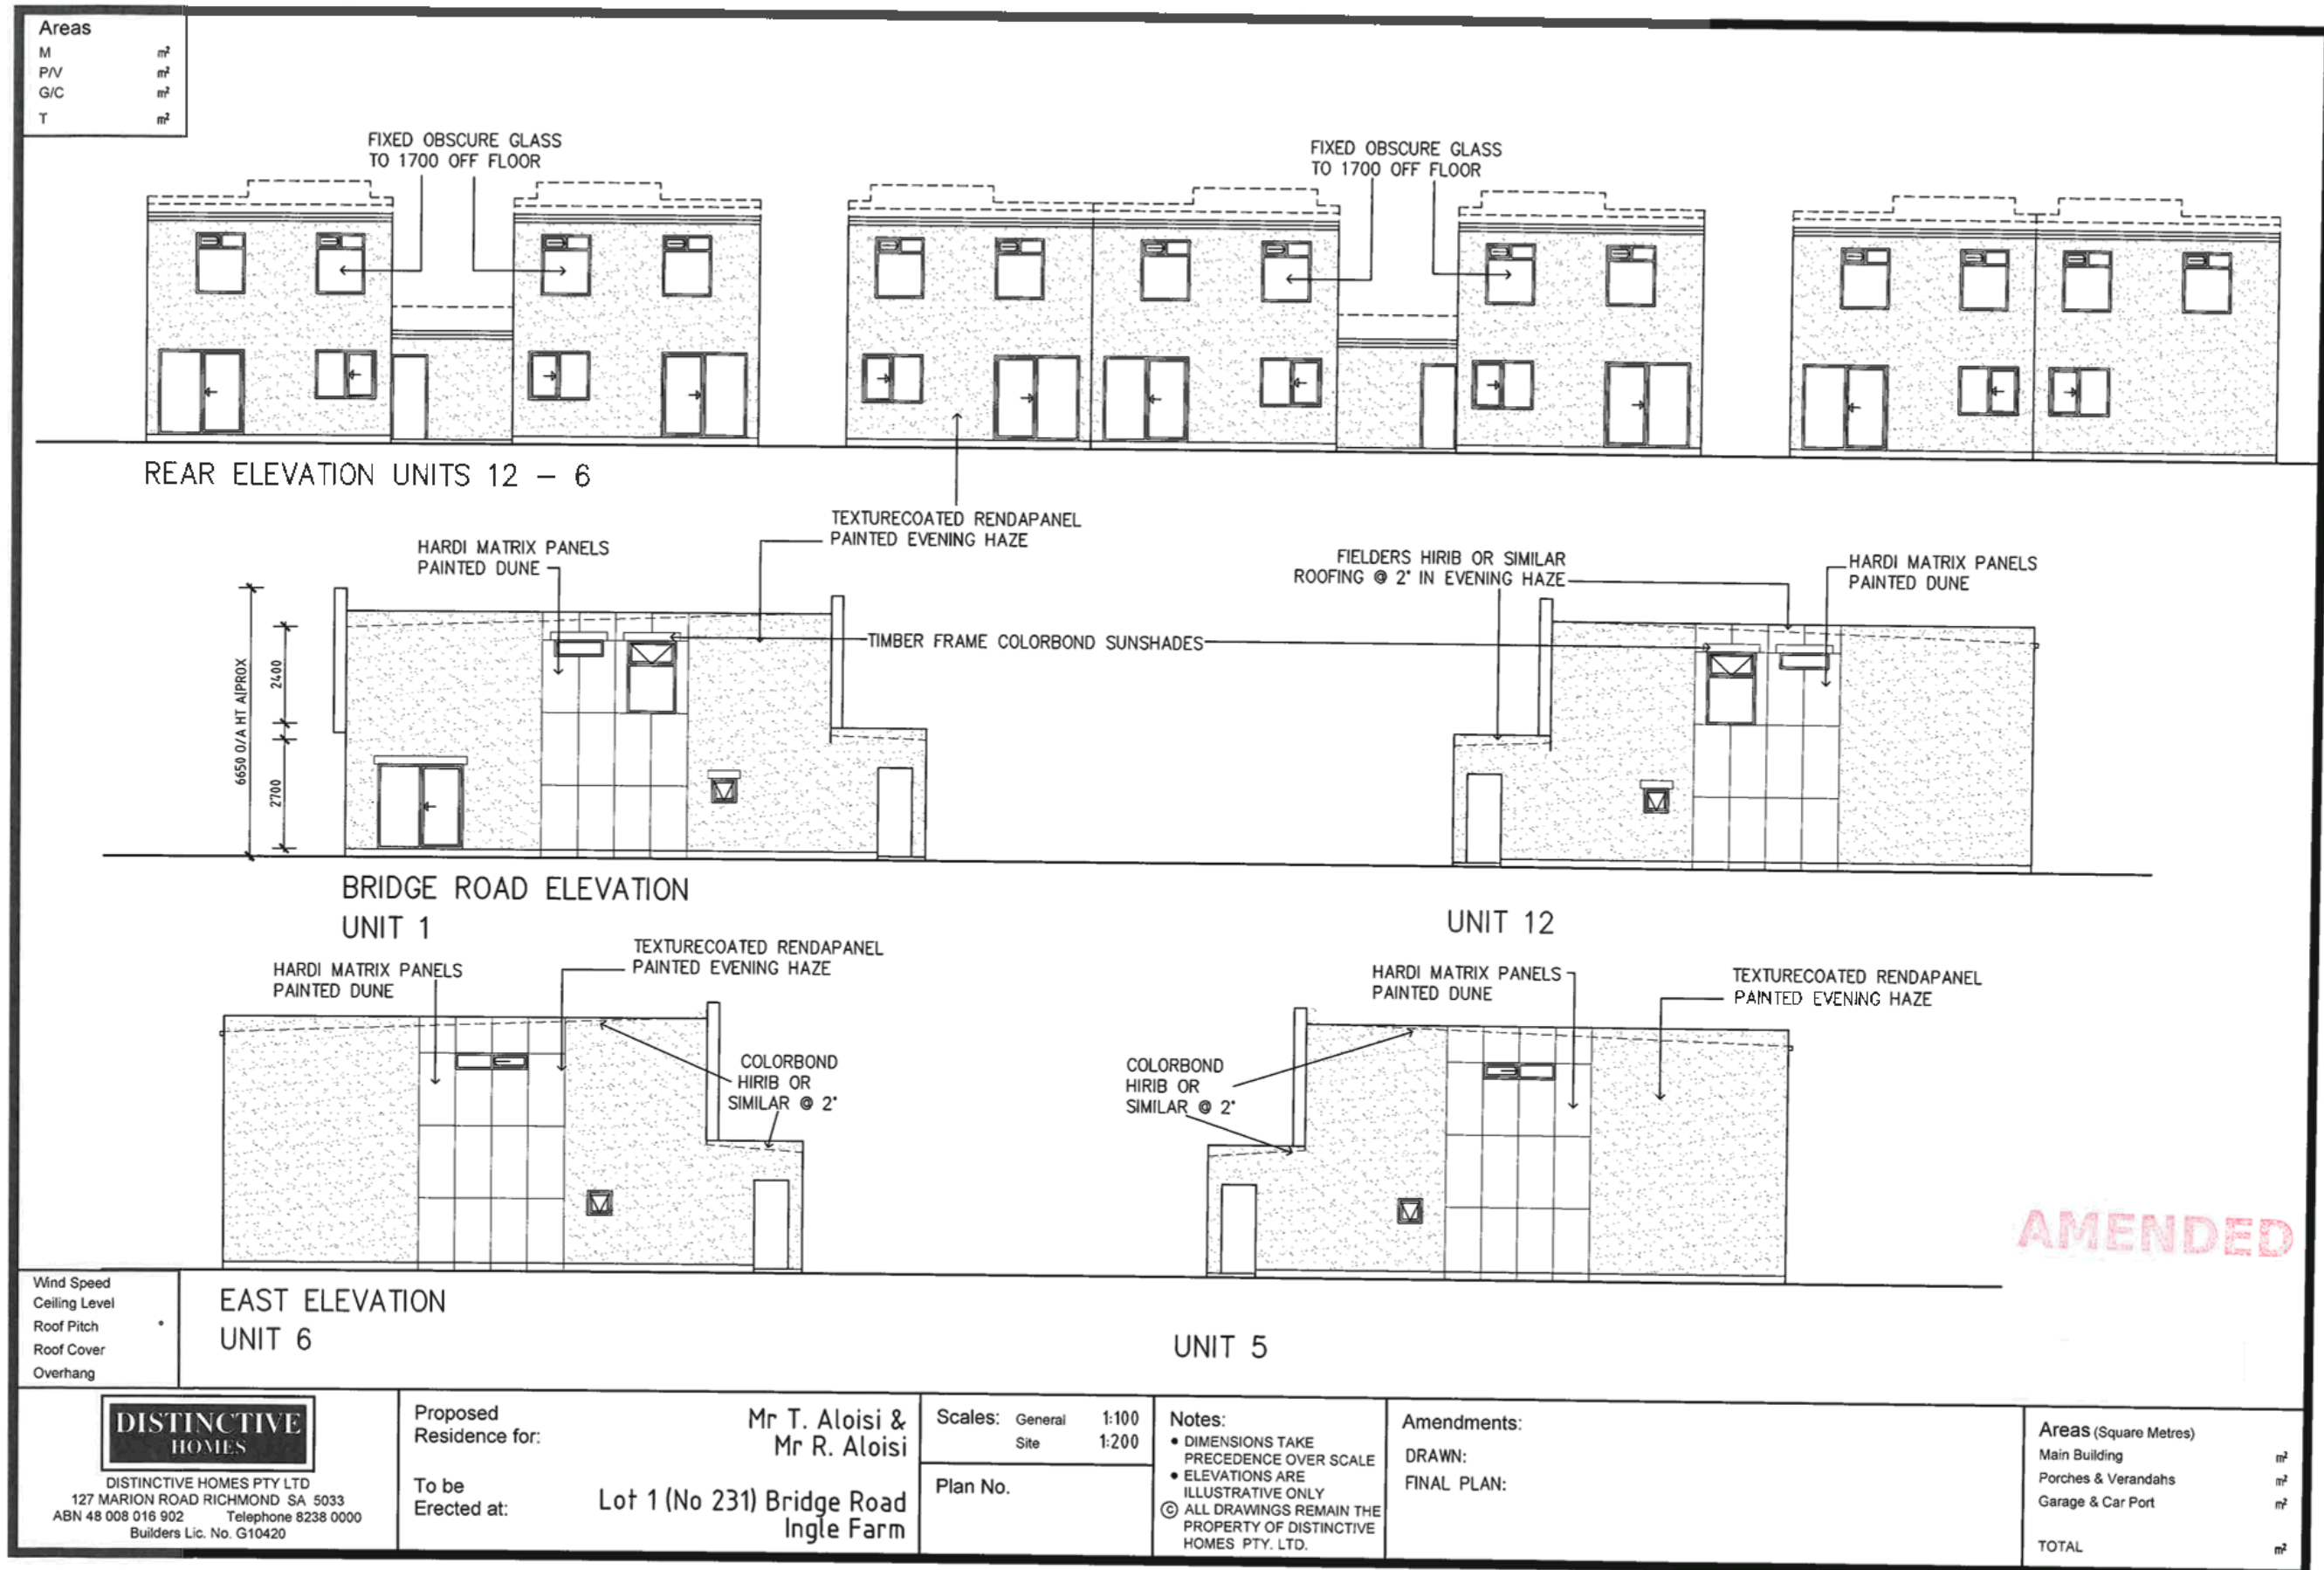 Areas
M m²
P/V m²
G/C m²
T m²
FIXED OBSCURE GLASS
TO 1700 OFF FLOOR
FIXED OBSCURE GLASS
TO 1700 OFF FLOOR
REAR ELEVATION UNITS 12 – 6
TEXTURECOATED RENDAPANEL
PAINTED EVENING HAZE
HARDI MATRIX PANELS
PAINTED DUNE
FIELDERS HIRIB OR SIMILAR
ROOFING @ 2° IN EVENING HAZE
HARDI MATRIX PANELS
PAINTED DUNE
TIMBER FRAME COLORBOND SUNSHADES
6650 O/A HT A|PROX
2400
2700
BRIDGE ROAD ELEVATION
UNIT 1
UNIT 12
HARDI MATRIX PANELS
PAINTED DUNE
TEXTURECOATED RENDAPANEL
PAINTED EVENING HAZE
HARDI MATRIX PANELS
PAINTED DUNE
TEXTURECOATED RENDAPANEL
PAINTED EVENING HAZE
COLORBOND
HIRIB OR
SIMILAR @ 2°
COLORBOND
HIRIB OR
SIMILAR @ 2°
AMENDED
Wind Speed
Ceiling Level
Roof Pitch °
Roof Cover
Overhang
EAST ELEVATION
UNIT 6
UNIT 5
DISTINCTIVE
HOMES
DISTINCTIVE HOMES PTY LTD
127 MARION ROAD RICHMOND SA 5033
ABN 48 008 016 902 Telephone 8238 0000
Builders Lic. No. G10420
Proposed
Residence for:
Mr T. Aloisi &
Mr R. Aloisi
To be
Erected at:
Lot 1 (No 231) Bridge Road
Ingle Farm
Scales: General 1:100
Site 1:200
Plan No.
Notes:
• DIMENSIONS TAKE
PRECEDENCE OVER SCALE
• ELEVATIONS ARE
ILLUSTRATIVE ONLY
© ALL DRAWINGS REMAIN THE
PROPERTY OF DISTINCTIVE
HOMES PTY. LTD.
Amendments:
DRAWN:
FINAL PLAN:
Areas (Square Metres)
Main Building m²
Porches & Verandahs m²
Garage & Car Port m²
TOTAL m²